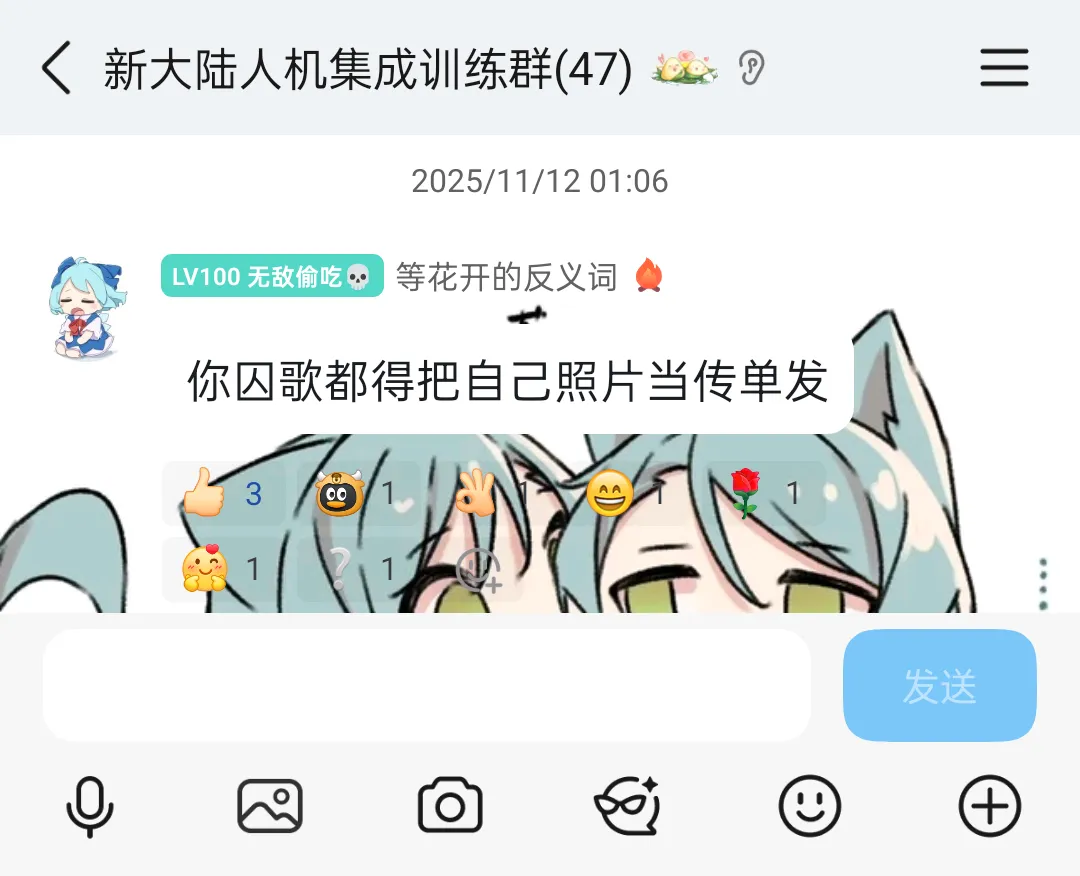 新大陆人机集成训练群(47)
2025/11/12 01:06
LV100 无敌偷吃💀 等花开的反义词 🔥
你囚歌都得把自己照片当传单发
3 1 1 1 1
1 1
发送